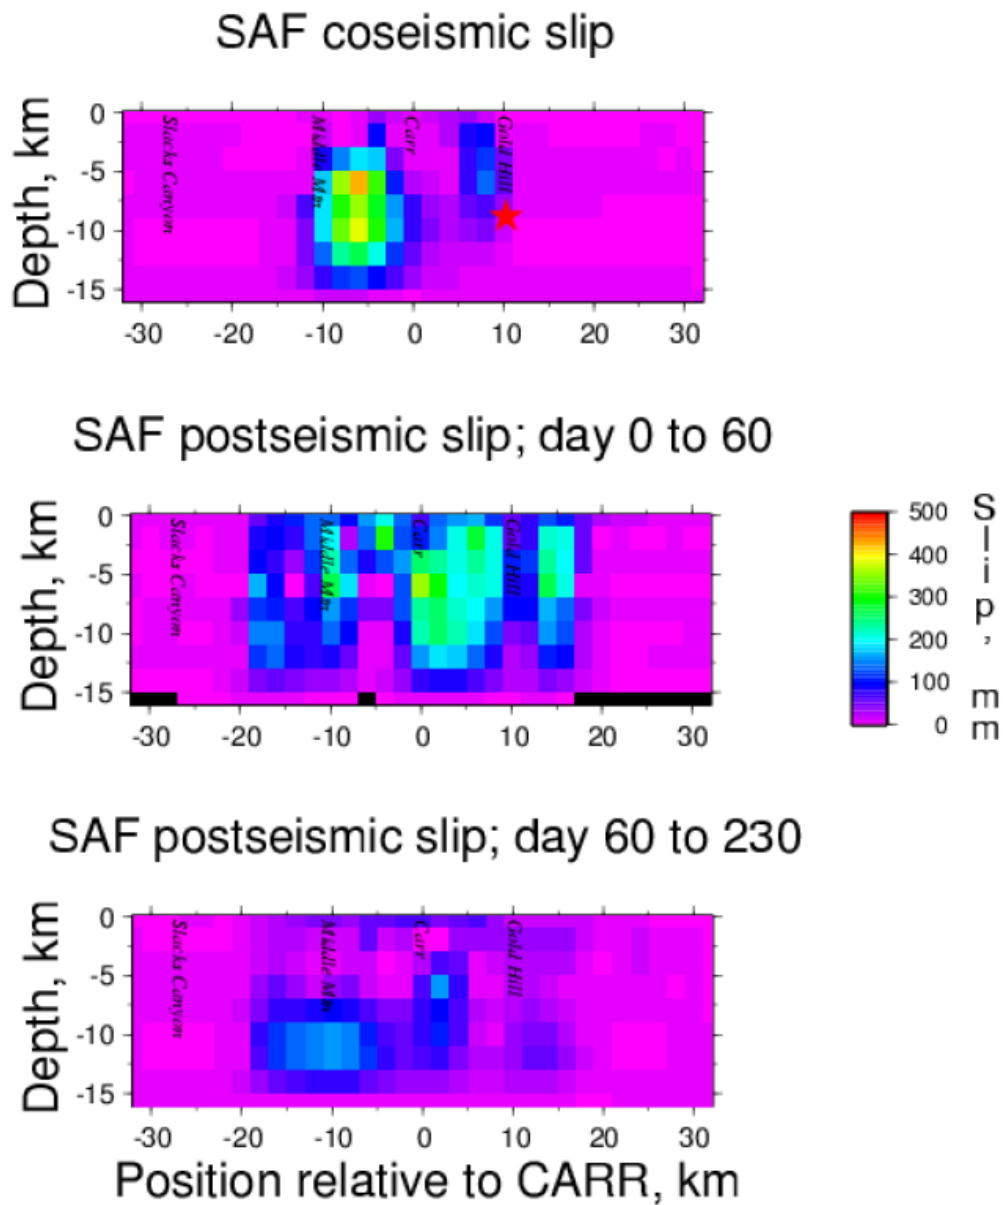 SAF coseismic slip
Depth, km
0
-5
-10
-15
Slacks Canyon
Middle Mtn
Carr
Gold Hill
-30 -20 -10 0 10 20 30
SAF postseismic slip; day 0 to 60
Depth, km
0
-5
-10
-15
Slacks Canyon
Middle Mtn
Carr
Gold Hill
-30 -20 -10 0 10 20 30
500
400
300
200
100
0
Slip, mm
SAF postseismic slip; day 60 to 230
Depth, km
0
-5
-10
-15
Slacks Canyon
Middle Mtn
Carr
Gold Hill
-30 -20 -10 0 10 20 30
Position relative to CARR, km